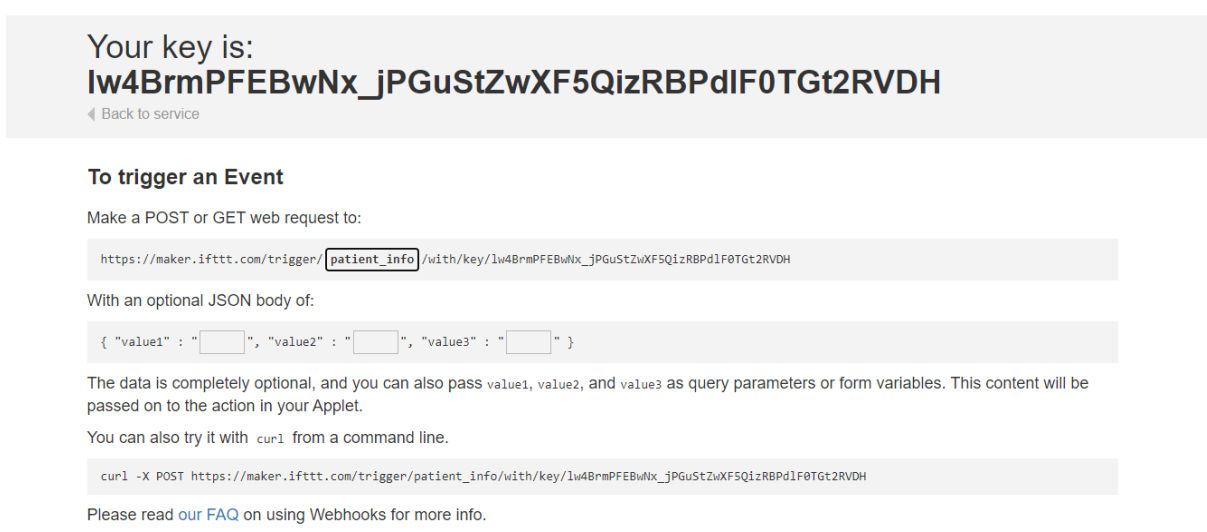 Your key is:
lw4BrmPFEBwNx_jPGuStZwXF5QizRBPdlF0TGt2RVDH
Back to service
To trigger an Event
Make a POST or GET web request to:
https://maker.ifttt.com/trigger/ patient_info /with/key/lw4BrmPFEBwNx_jPGuStZwXF5QizRBPdlF0TGt2RVDH
With an optional JSON body of:
{ "value1" : " ", "value2" : " ", "value3" : " " }
The data is completely optional, and you can also pass value1, value2, and value3 as query parameters or form variables. This content will be
passed on to the action in your Applet.
You can also try it with curl from a command line.
curl -X POST https://maker.ifttt.com/trigger/patient_info/with/key/lw4BrmPFEBwNx_jPGuStZwXF5QizRBPdlF0TGt2RVDH
Please read our FAQ on using Webhooks for more info.